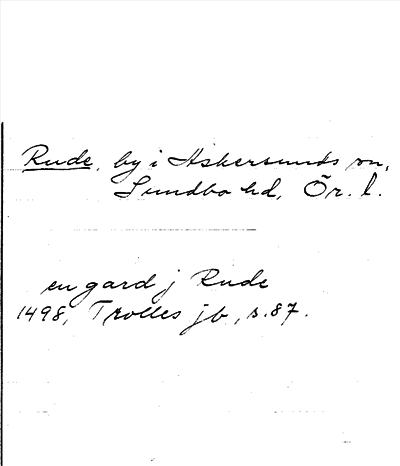 Rude, by i Askersunds sn,
Sundbo hd, Ör. l.
en gard j Rude
1498, Trolles jb, s. 87.